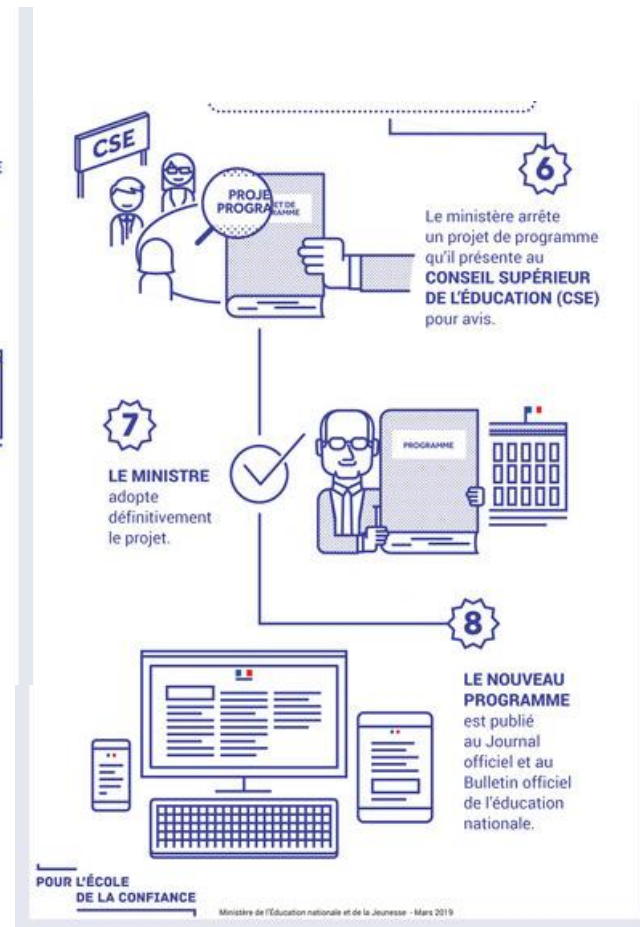 CSE
PROJE
PROGRA
ET DE
RAMME
6
Le ministère arrête
un projet de programme
qu'il présente au
CONSEIL SUPÉRIEUR
DE L'ÉDUCATION (CSE)
pour avis.
7
LE MINISTRE
adopte
définitivement
le projet.
PROGRAMME
8
LE NOUVEAU
PROGRAMME
est publié
au Journal
officiel et au
Bulletin officiel
de l'éducation
nationale.
POUR L'ÉCOLE
DE LA CONFIANCE
Ministère de l'Éducation nationale et de la Jeunesse - Mars 2019